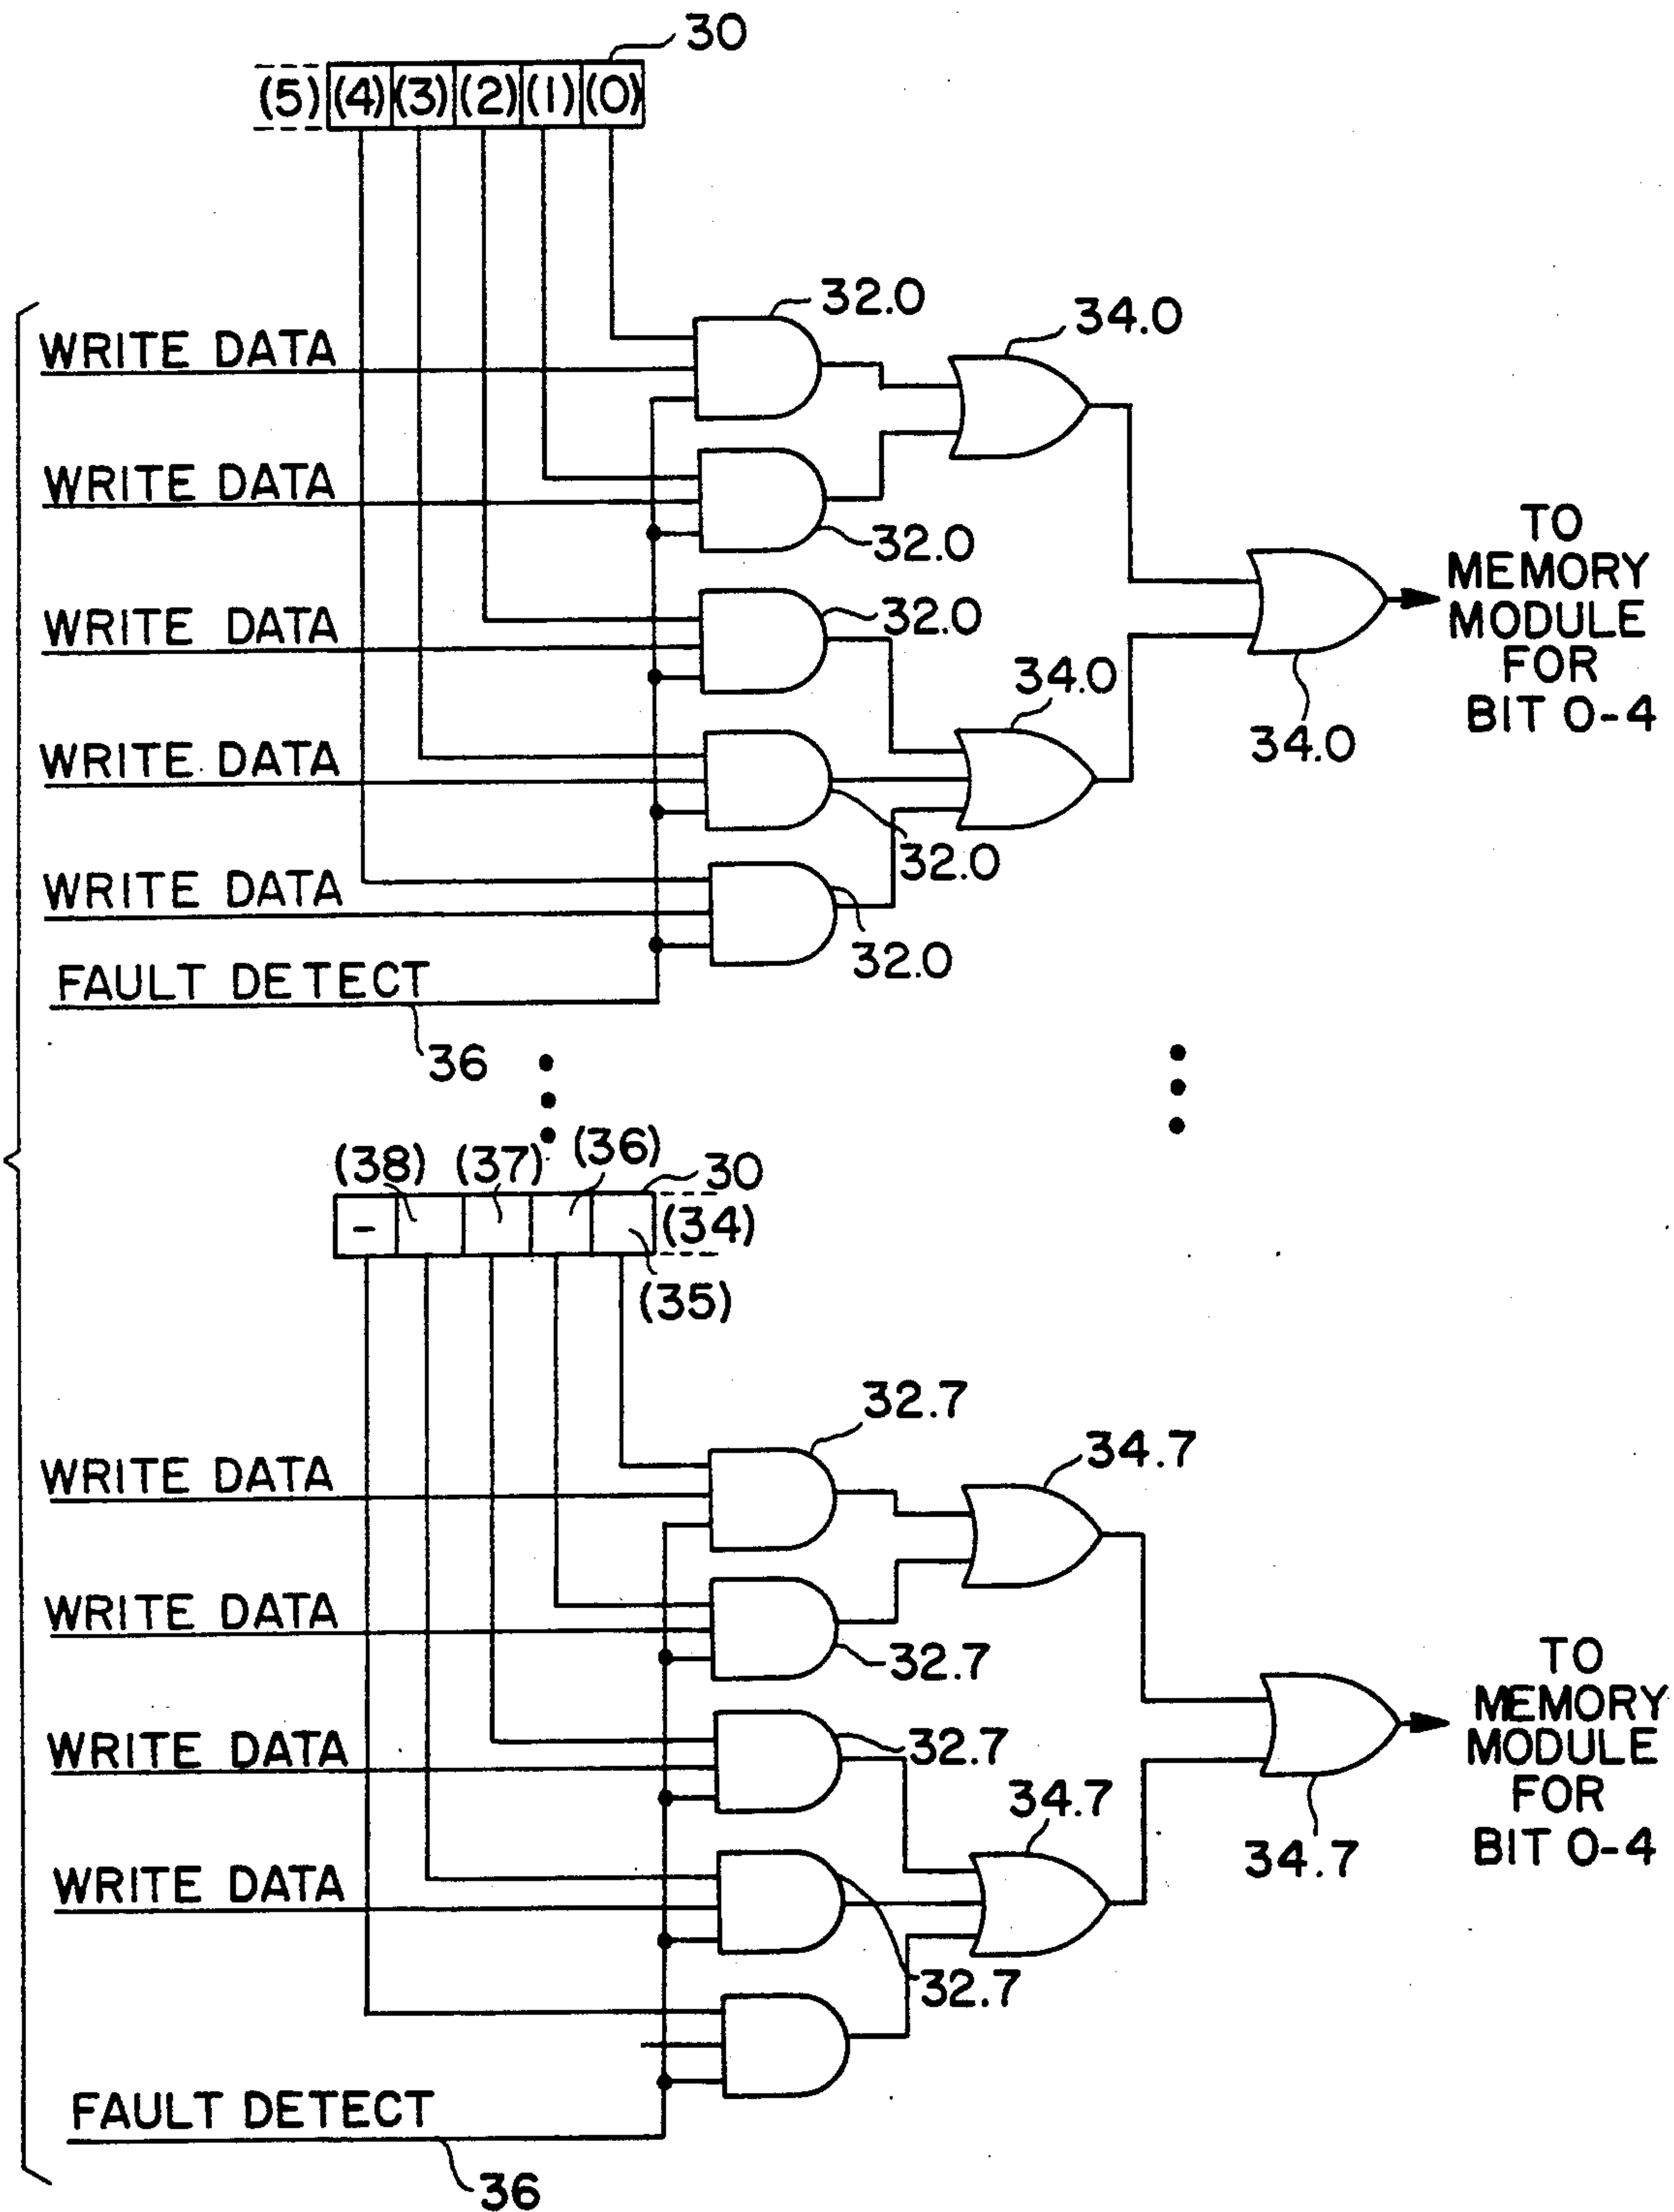 30
(5) (4) (3) (2) (1) (0)
32.0
34.0
WRITE DATA
WRITE DATA
32.0
TO
MEMORY
MODULE
FOR
BIT 0-4
WRITE DATA
32.0
34.0
34.0
WRITE DATA
32.0
WRITE DATA
32.0
FAULT DETECT
36
(38) (37) (36) 30
- (34)
(35)
32.7
34.7
WRITE DATA
WRITE DATA
32.7
TO
MEMORY
MODULE
FOR
BIT 0-4
WRITE DATA
32.7
34.7
34.7
WRITE DATA
32.7
FAULT DETECT
36